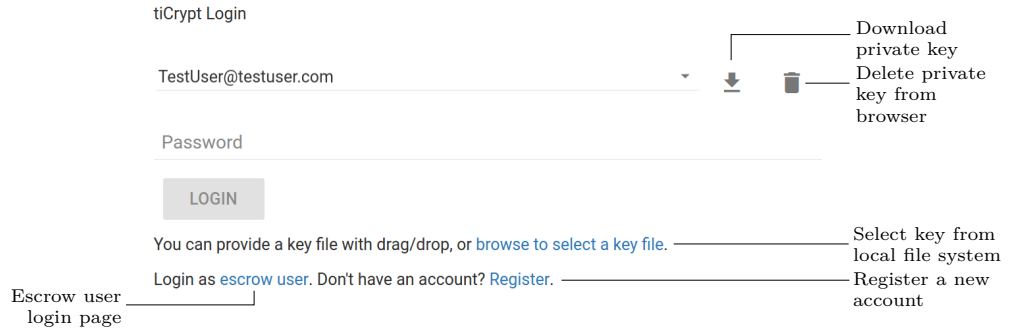 tiCrypt Login
Download
private key
TestUser@testuser.com
Delete private
key from
browser
Password
LOGIN
You can provide a key file with drag/drop, or browse to select a key file.
Select key from
local file system
Login as escrow user. Don't have an account? Register.
Register a new
account
Escrow user
login page